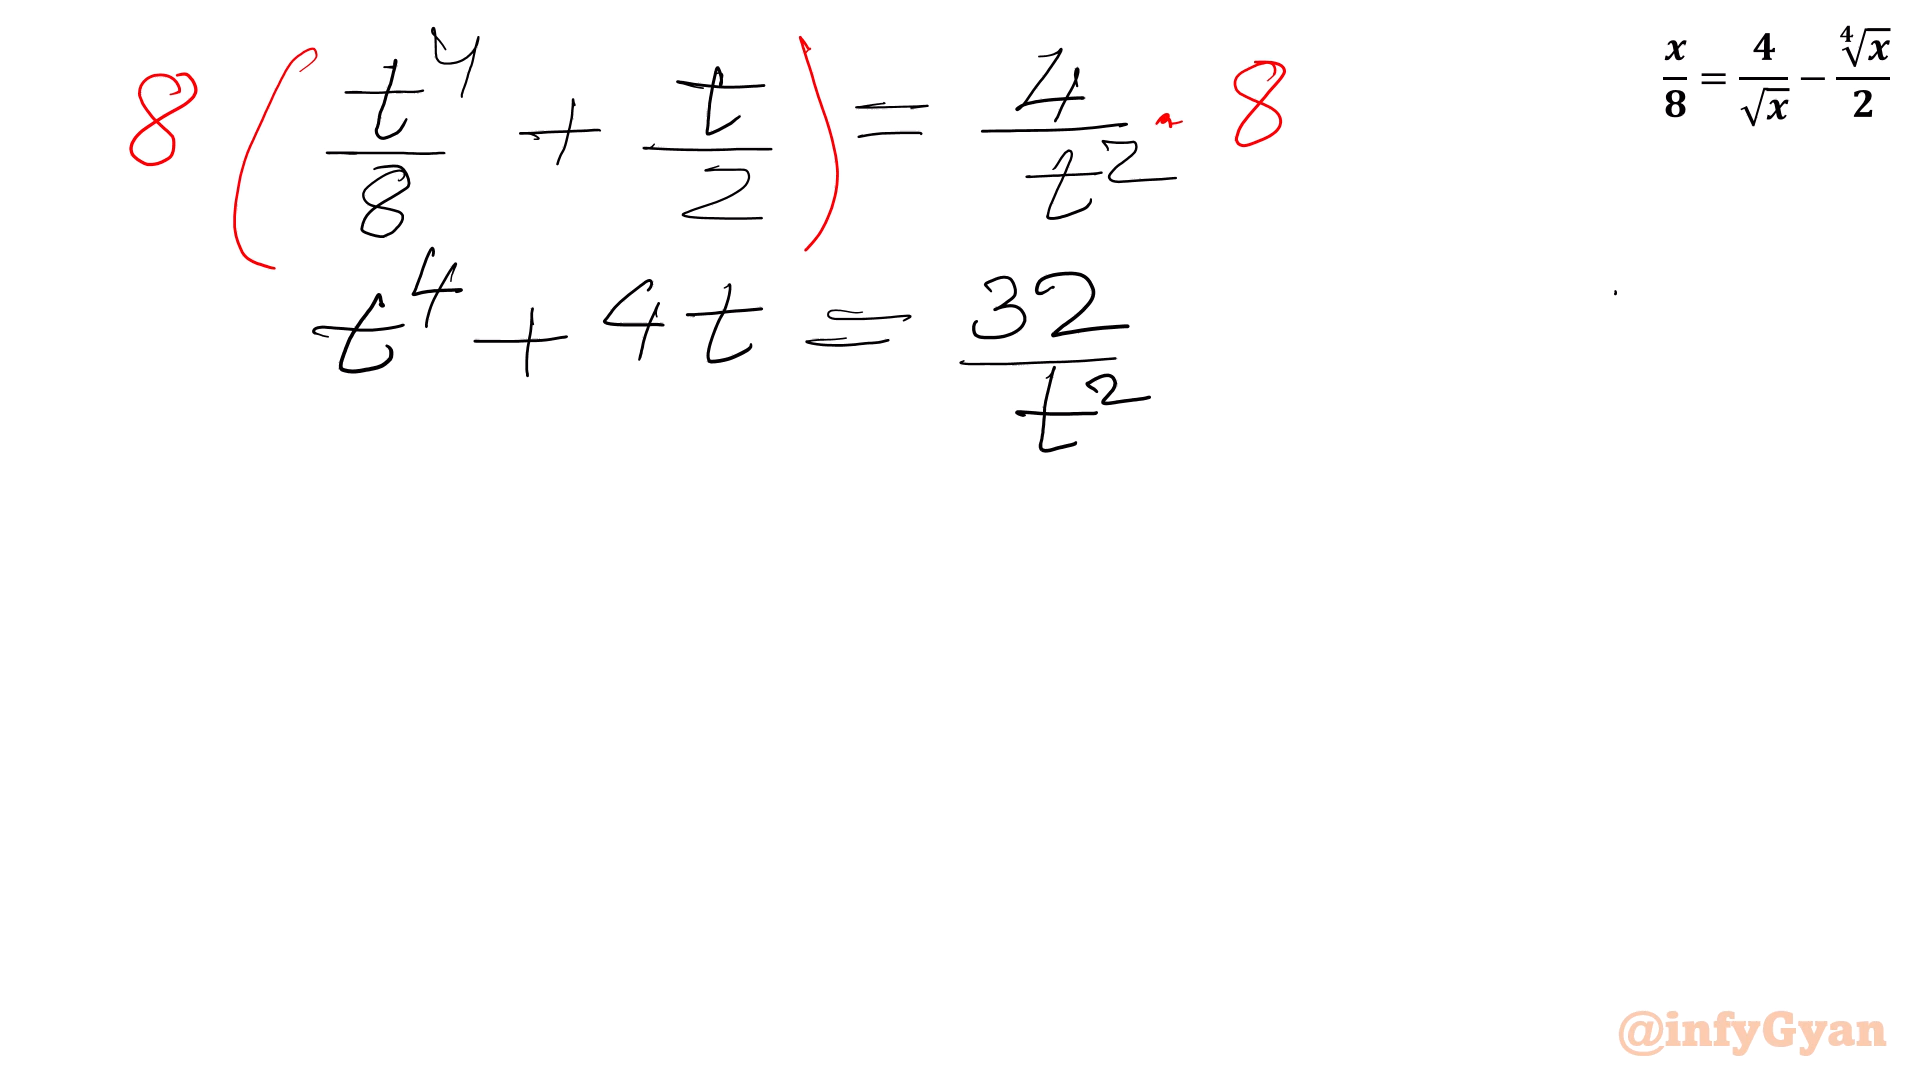 8(t⁴/8 + t/2) = 4/t² · 8
x/8 = 4/√x − ∜x/2
t⁴ + 4t = 32/t²
@infyGyan